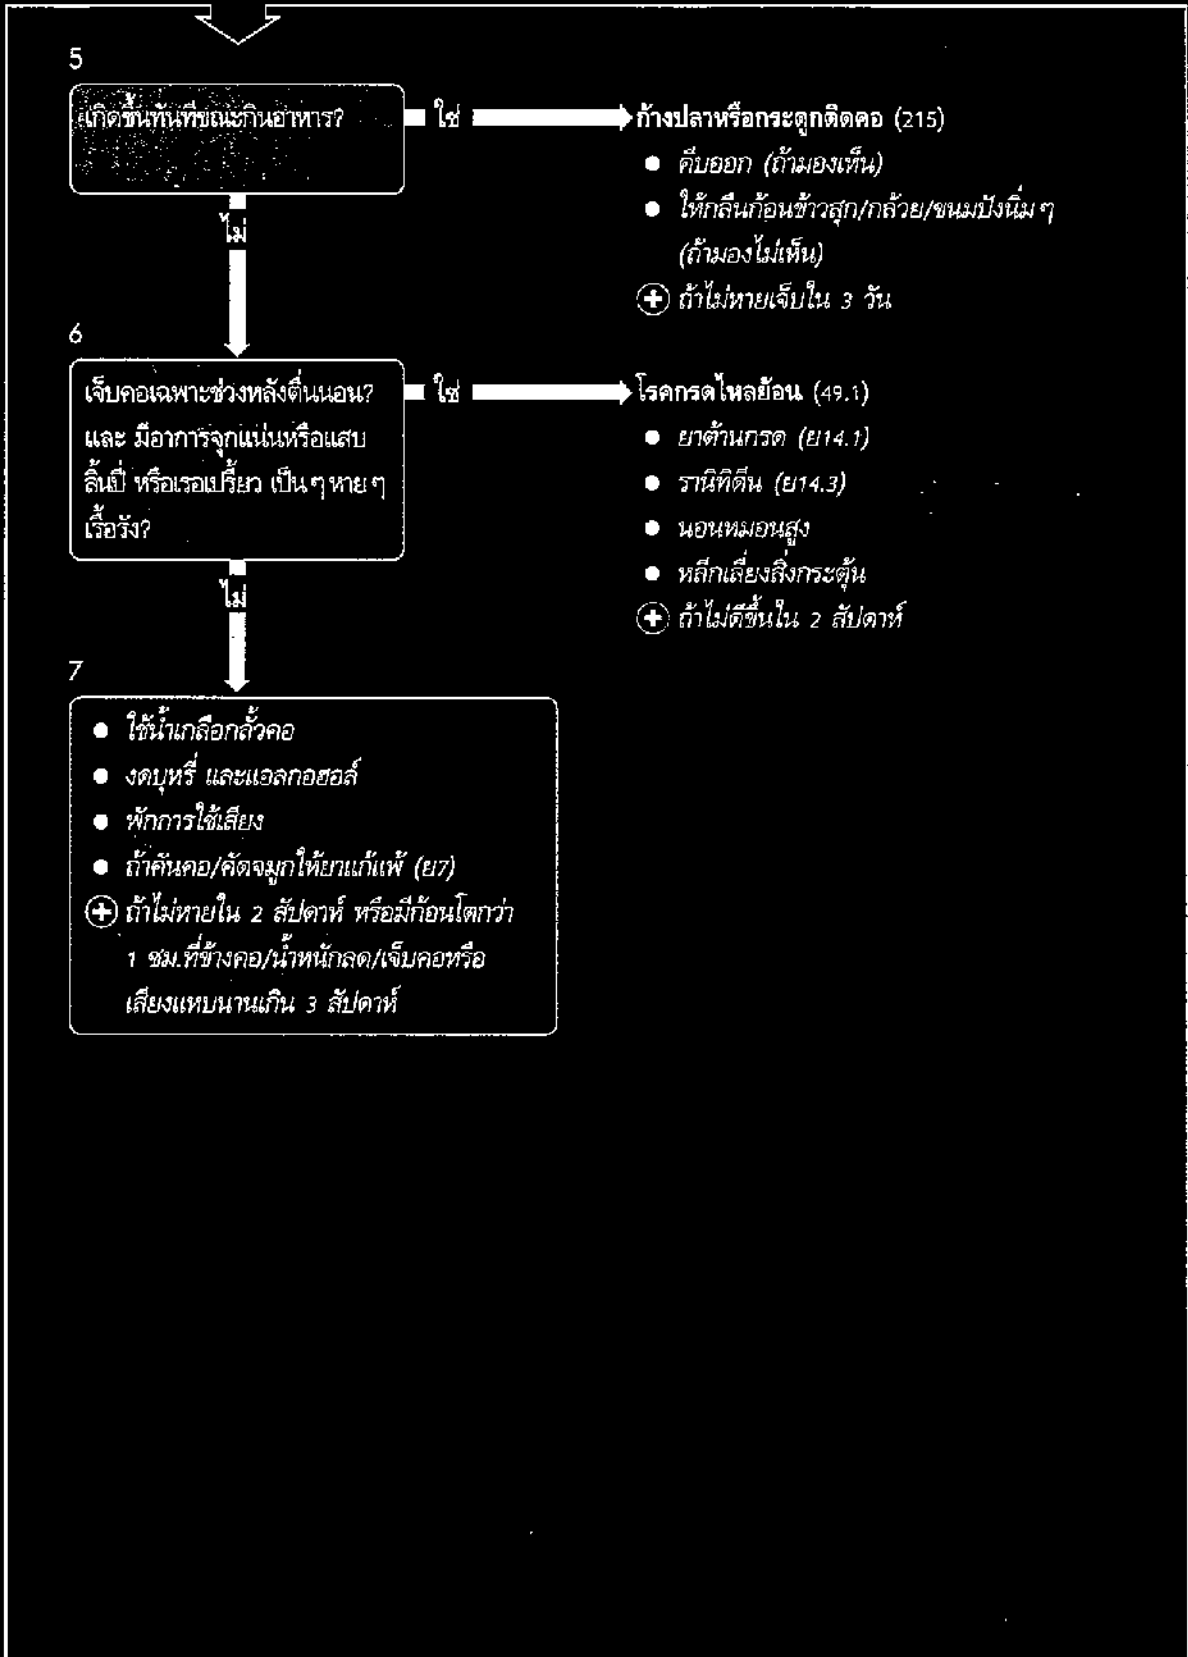 5
เกิดขึ้นทันทีขณะกินอาหาร?
ใช่
ก้างปลาหรือกระดูกติดคอ (215)
● คีบออก (ถ้ามองเห็น)
● ให้กลืนก้อนข้าวสุก/กล้วย/ขนมปังนิ่มๆ
(ถ้ามองไม่เห็น)
⊕ ถ้าไม่หายเจ็บใน 3 วัน
ไม่
6
เจ็บคอเฉพาะช่วงหลังตื่นนอน?
และ มีอาการจุกแน่นหรือแสบ
ลิ้นปี่ หรือเรอเปรี้ยว เป็นๆหายๆ
เรื้อรัง?
ใช่
โรคกรดไหลย้อน (49.1)
● ยาต้านกรด (ย14.1)
● รานิทิดีน (ย14.3)
● นอนหมอนสูง
● หลีกเลี่ยงสิ่งกระตุ้น
⊕ ถ้าไม่ดีขึ้นใน 2 สัปดาห์
ไม่
7
● ใช้น้ำเกลือกลั้วคอ
● งดบุหรี่ และแอลกอฮอล์
● พักการใช้เสียง
● ถ้าคันคอ/คัดจมูกให้ยาแก้แพ้ (ย7)
⊕ ถ้าไม่หายใน 2 สัปดาห์ หรือมีก้อนโตกว่า
1 ซม.ที่ข้างคอ/น้ำหนักลด/เจ็บคอหรือ
เสียงแหบนานเกิน 3 สัปดาห์